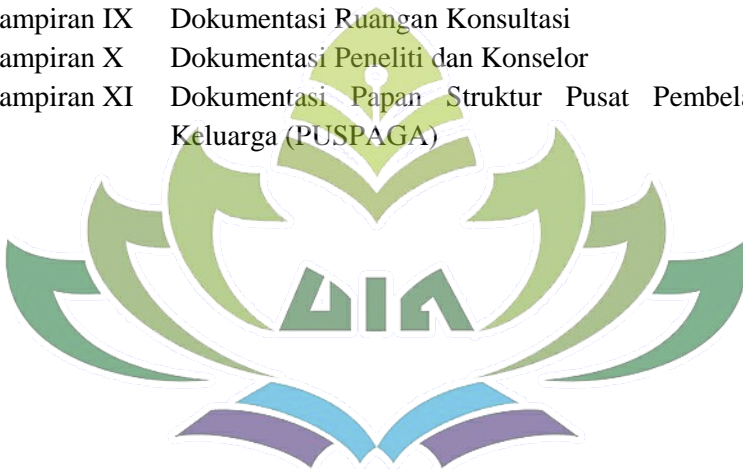 ampiran IX Dokumentasi Ruangan Konsultasi
ampiran X Dokumentasi Peneliti dan Konselor
ampiran XI Dokumentasi Papan Struktur Pusat Pembela
Keluarga (PUSPAGA)
UIN